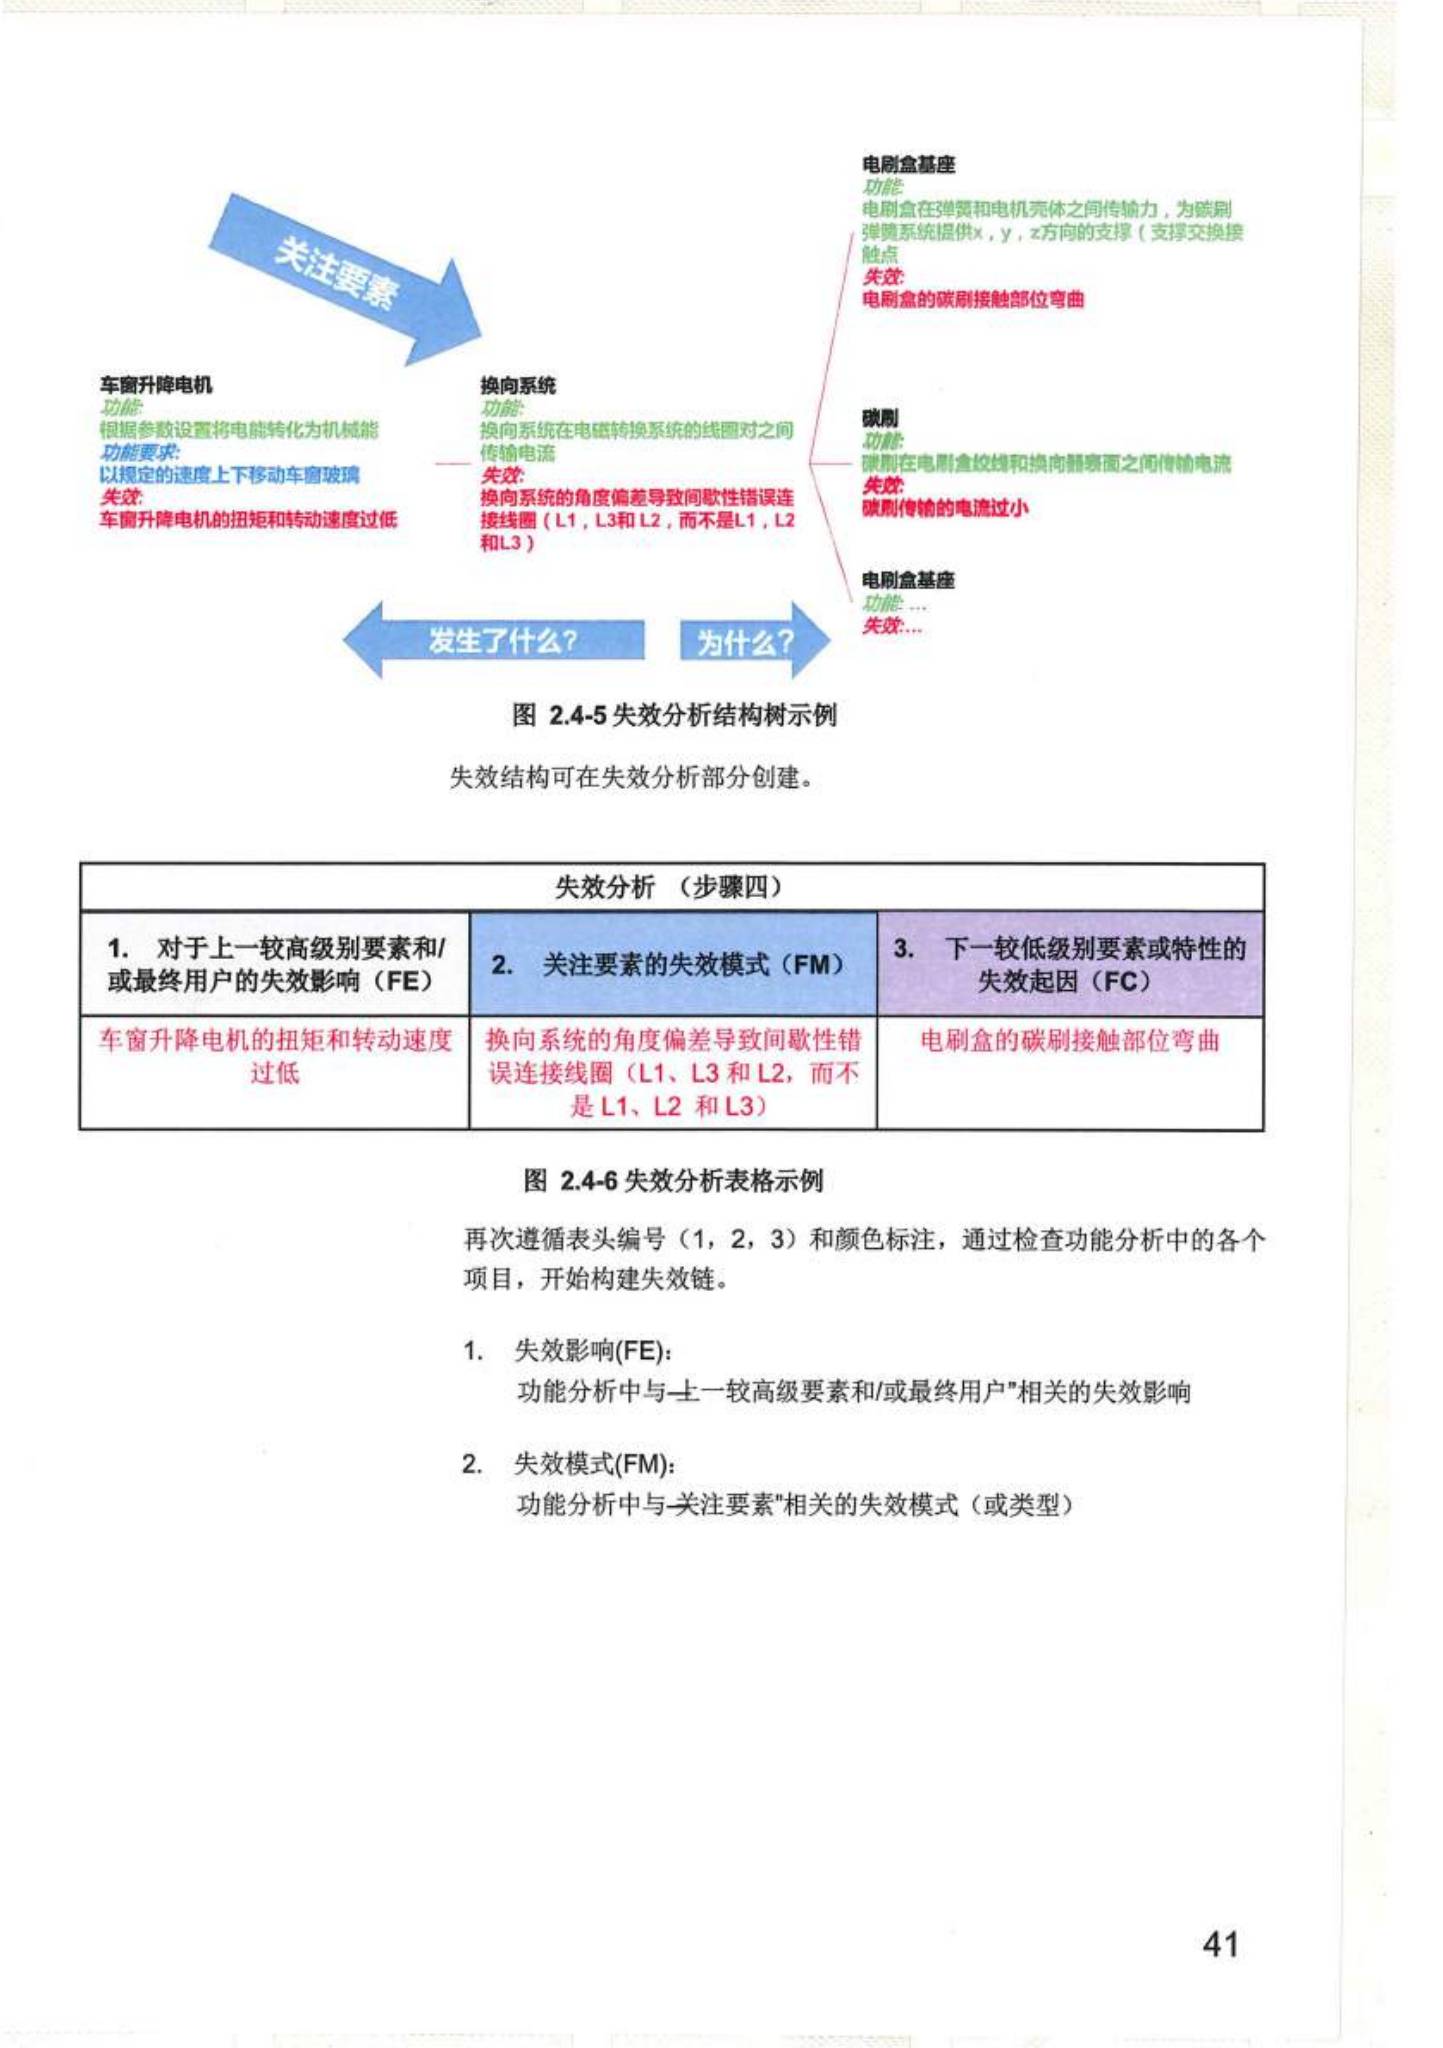 关注要素
车窗升降电机
功能:
根据参数设置将电能转化为机械能
功能要求:
以规定的速度上下移动车窗玻璃
失效:
车窗升降电机的扭矩和转动速度过低
换向系统
功能:
换向系统在电磁转换系统的线圈对之间
传输电流
失效:
换向系统的角度偏差导致间歇性错误连
接线圈（L1，L3和 L2，而不是L1，L2
和L3）
电刷盒基座
功能:
电刷盒在弹簧和电机壳体之间传输力，为碳刷
弹簧系统提供x，y，z方向的支撑（支撑交换接
触点
失效:
电刷盒的碳刷接触部位弯曲
碳刷
功能:
碳刷在电刷盒绞线和换向器表面之间传输电流
失效:
碳刷传输的电流过小
电刷盒基座
功能: ...
失效:...
发生了什么？
为什么？
图 2.4-5 失效分析结构树示例
失效结构可在失效分析部分创建。
失效分析 （步骤四）
1. 对于上一较高级别要素和/
或最终用户的失效影响（FE）
2. 关注要素的失效模式（FM）
3. 下一较低级别要素或特性的
失效起因（FC）
车窗升降电机的扭矩和转动速度
过低
换向系统的角度偏差导致间歇性错
误连接线圈（L1、L3 和 L2，而不
是 L1、L2 和 L3）
电刷盒的碳刷接触部位弯曲
图 2.4-6 失效分析表格示例
再次遵循表头编号（1，2，3）和颜色标注，通过检查功能分析中的各个
项目，开始构建失效链。
1. 失效影响(FE)：
功能分析中与―上一较高级要素和/或最终用户”相关的失效影响
2. 失效模式(FM)：
功能分析中与―关注要素"相关的失效模式（或类型）
41